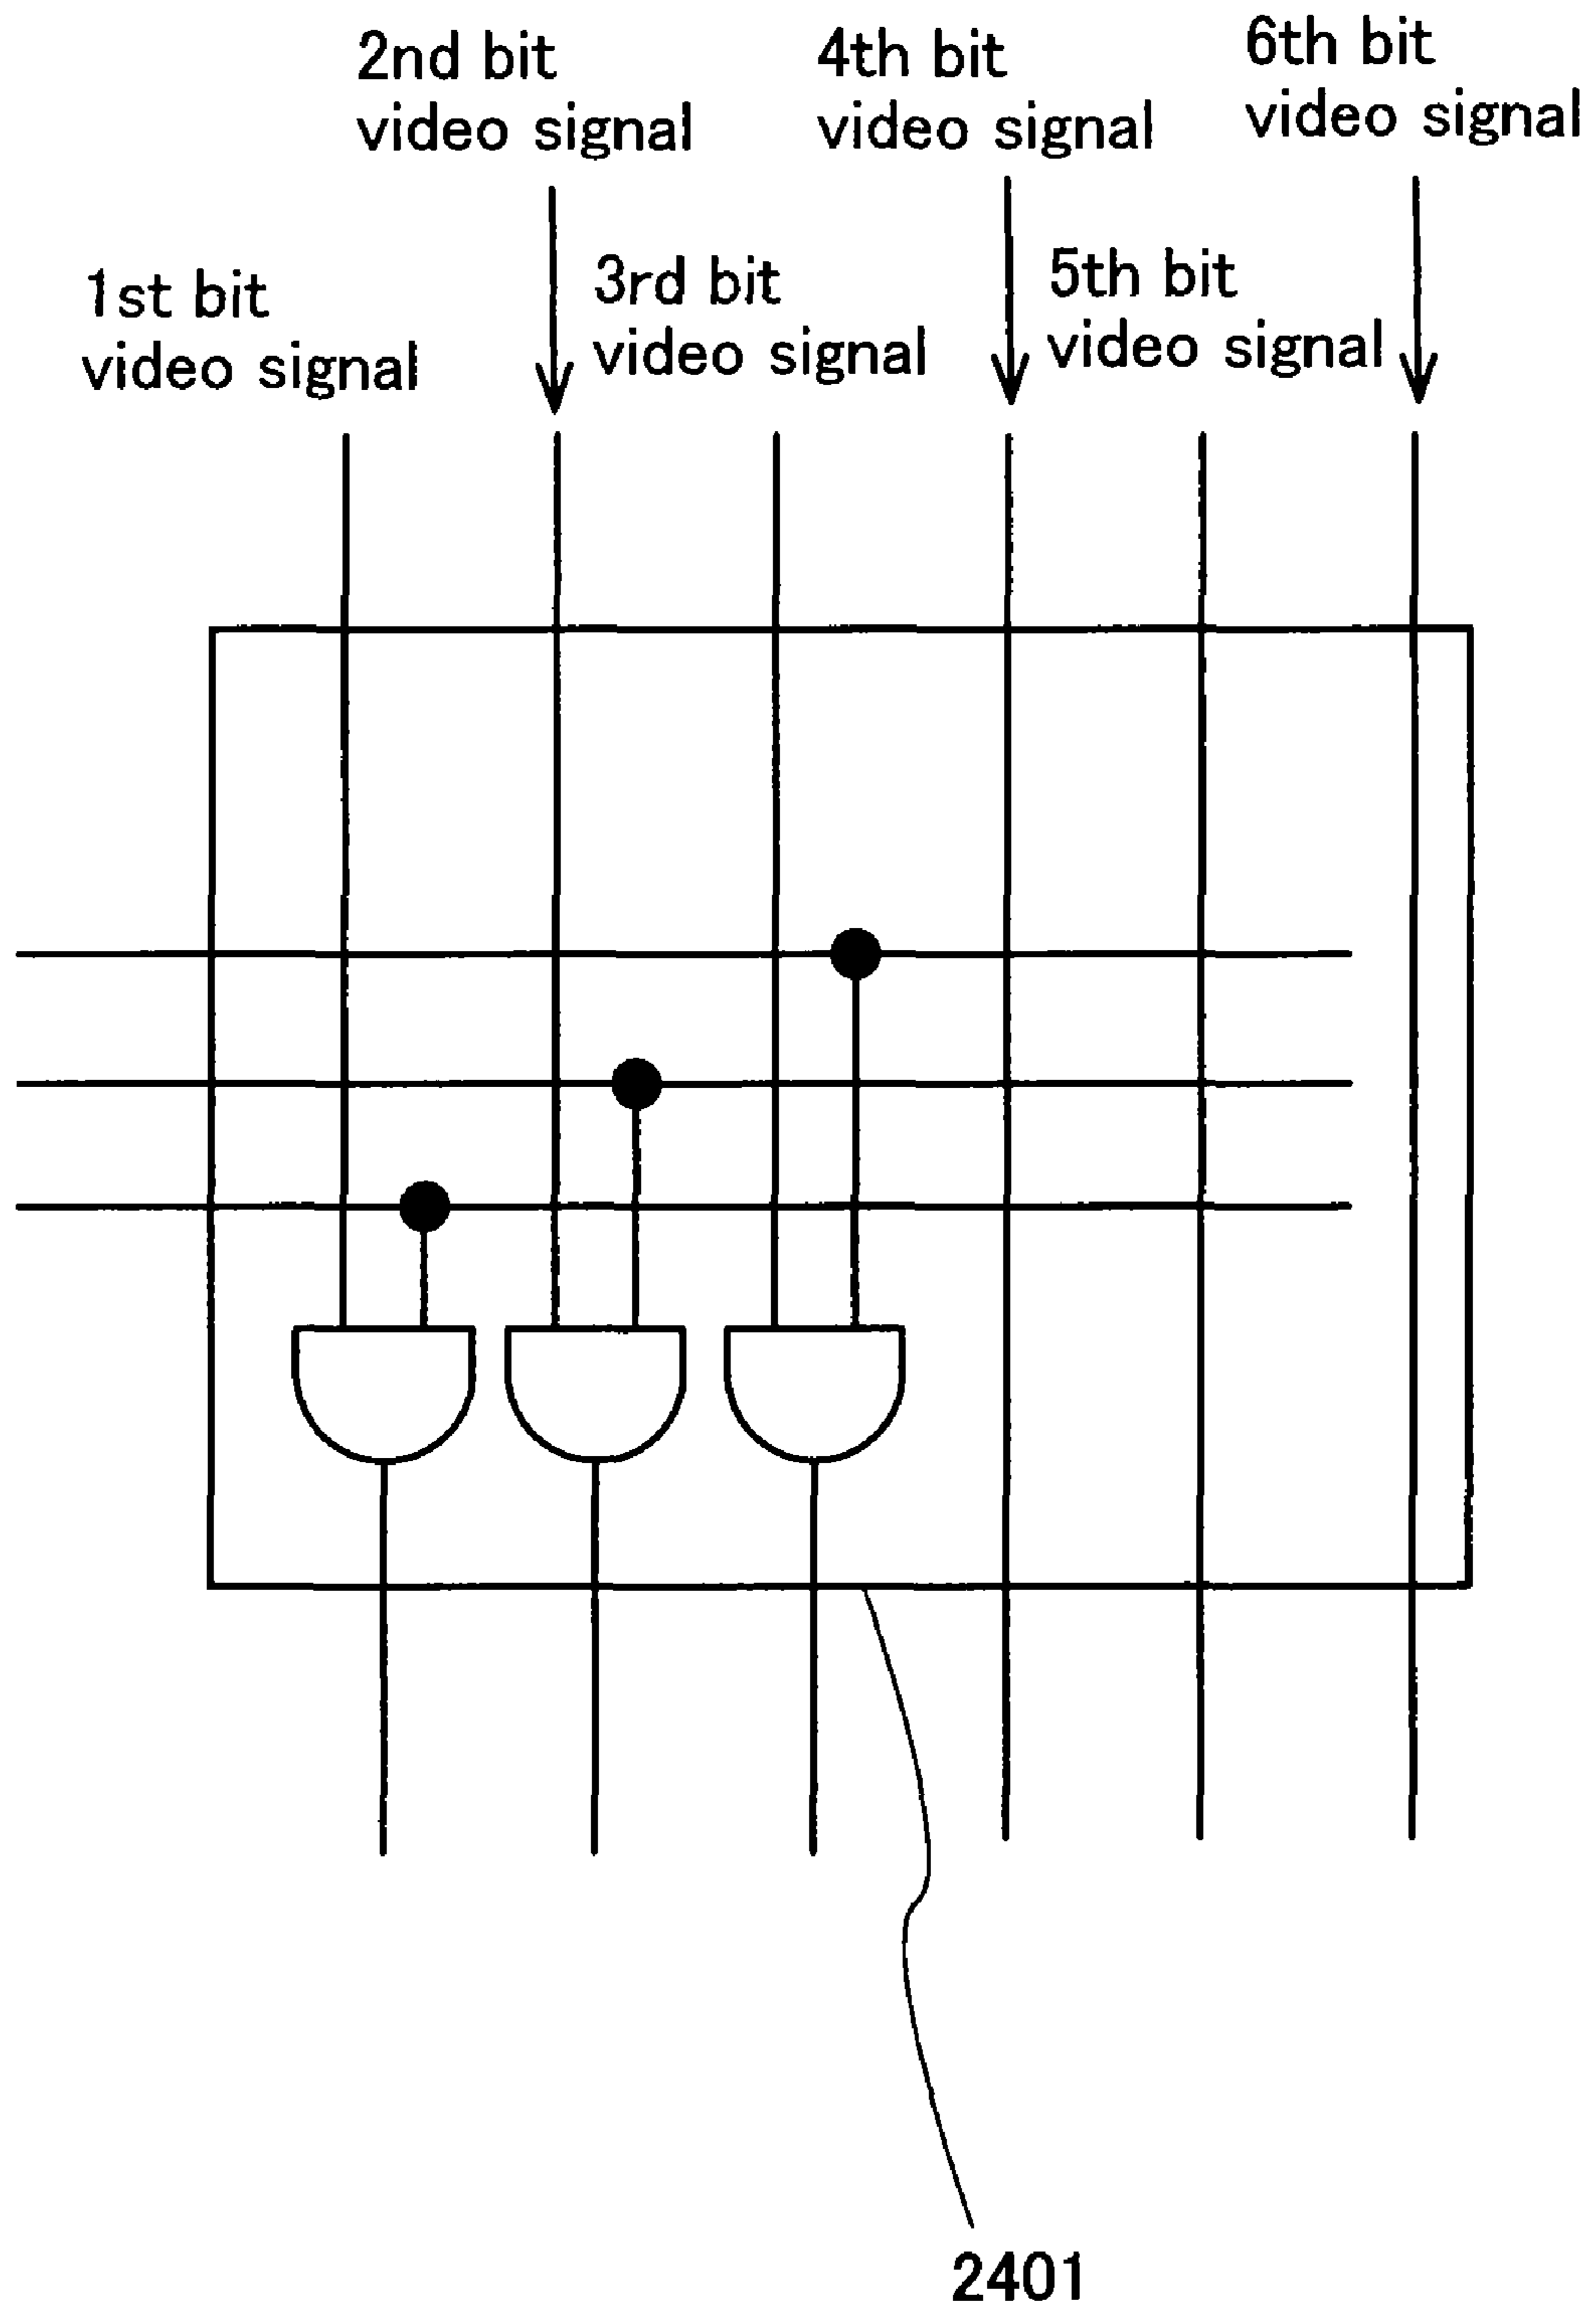 2nd bit
video signal
4th bit
video signal
6th bit
video signal
1st bit
video signal
3rd bit
video signal
5th bit
video signal
2401